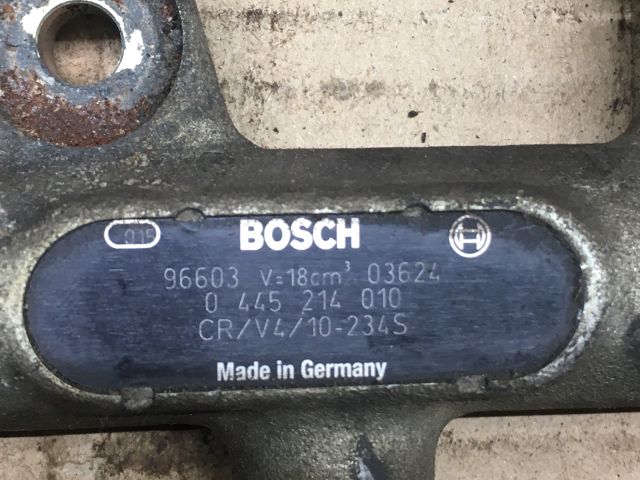 015 BOSCH
96603 V=18cm³ 03624
0 445 214 010
CR/V4/10-234S
Made in Germany